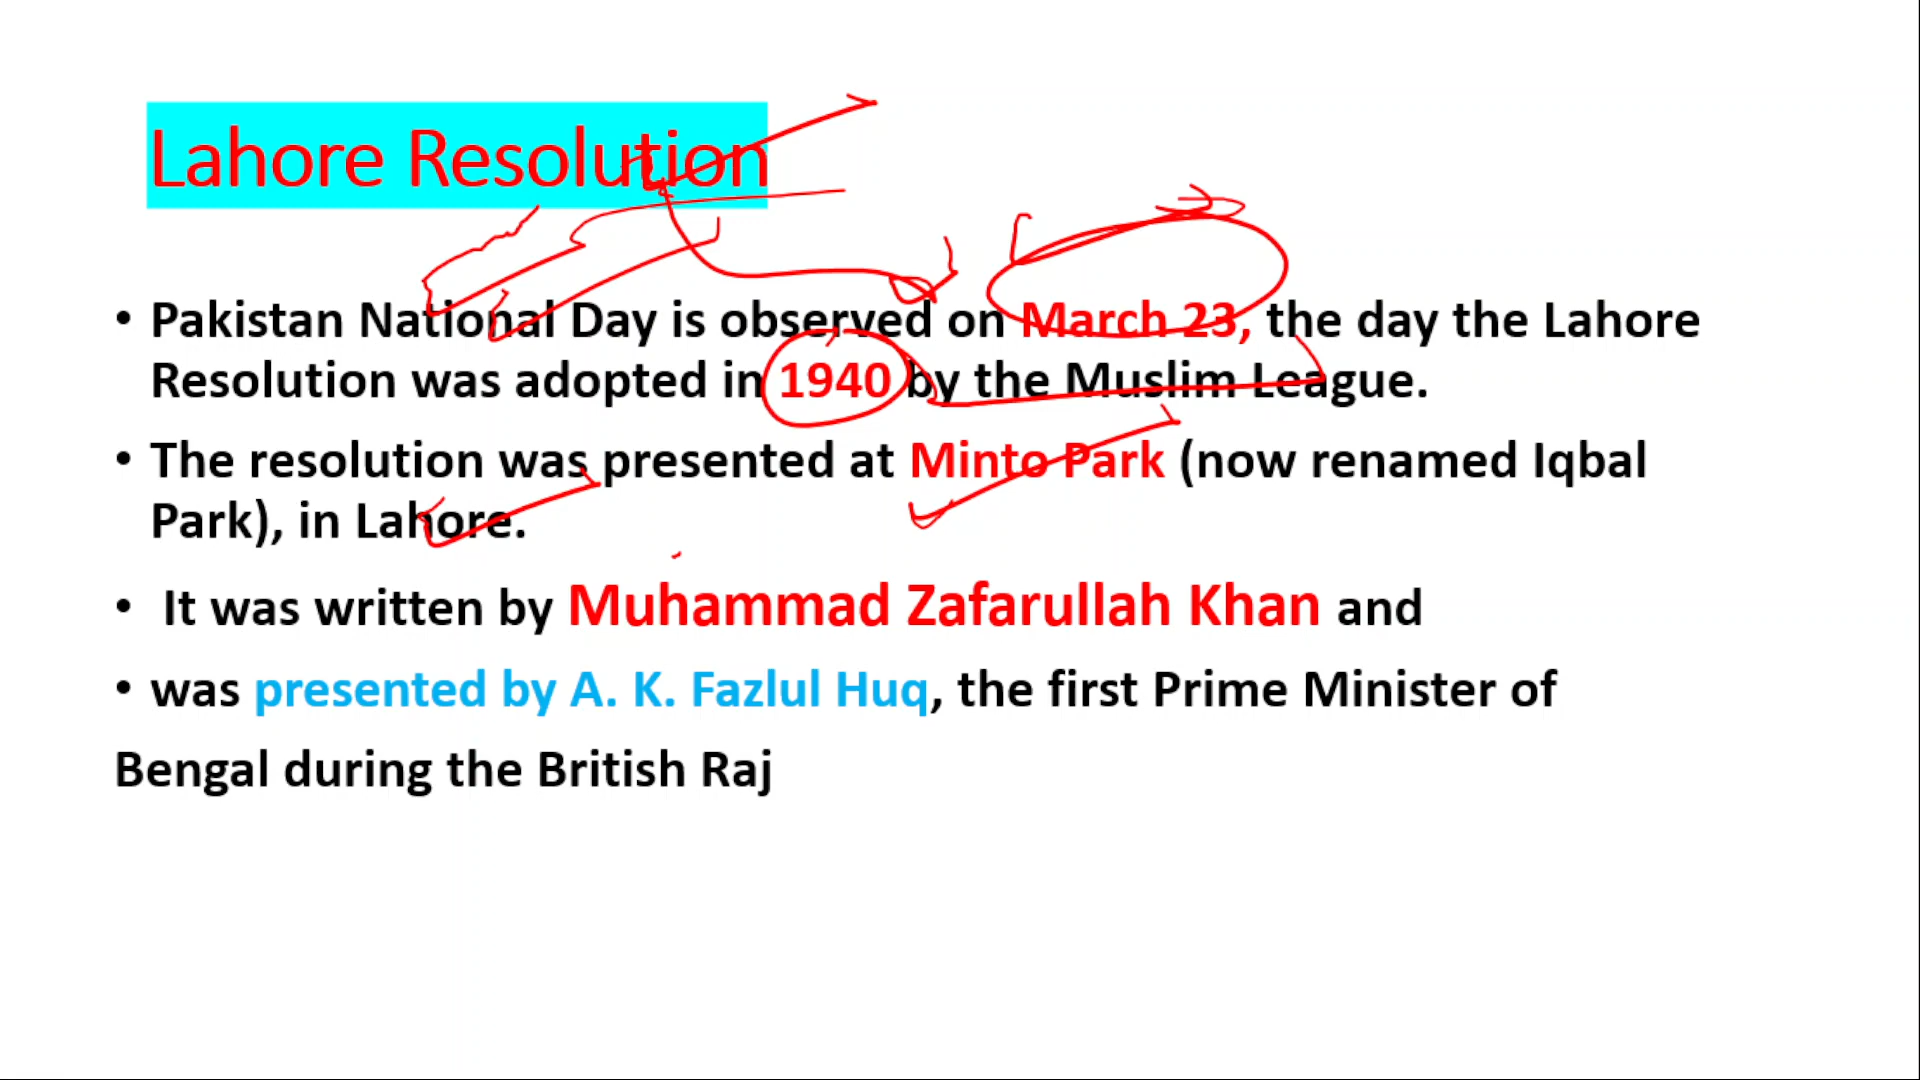 Lahore Resolution
• Pakistan National Day is observed on March 23, the day the Lahore
Resolution was adopted in 1940 by the Muslim League.
• The resolution was presented at Minto Park (now renamed Iqbal
Park), in Lahore.
• It was written by Muhammad Zafarullah Khan and
• was presented by A. K. Fazlul Huq, the first Prime Minister of
Bengal during the British Raj